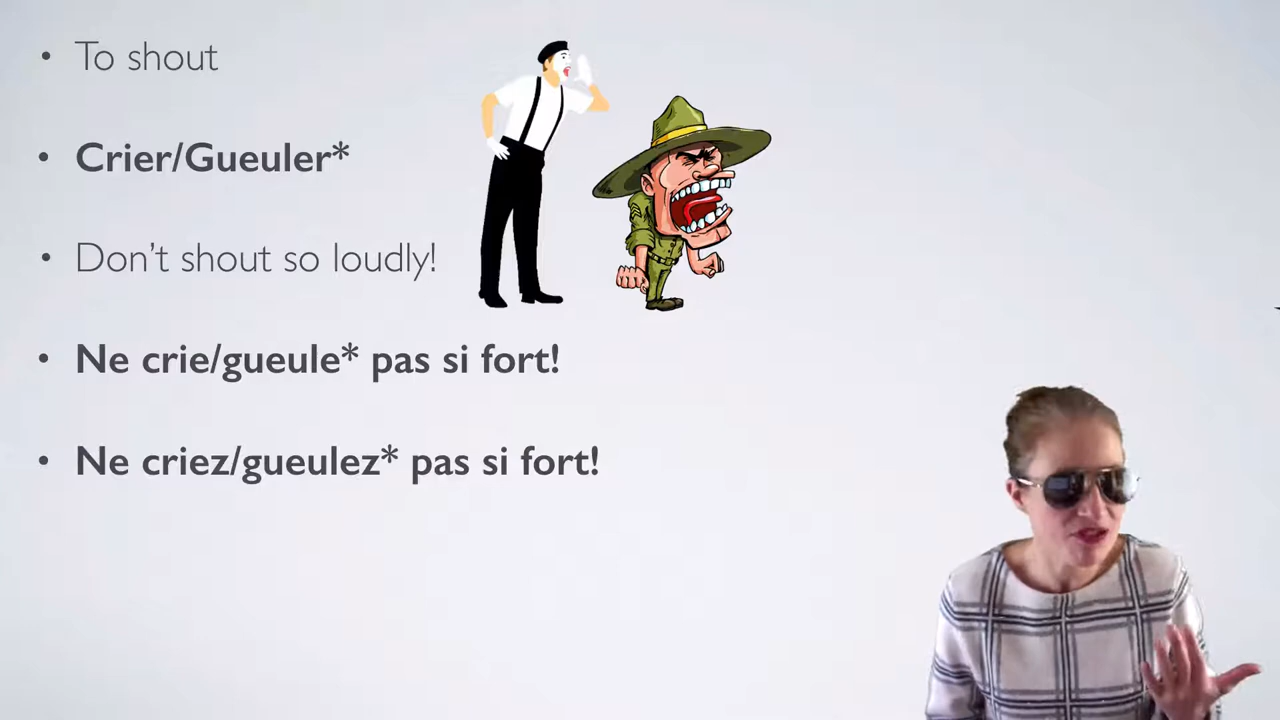 • To shout
• Crier/Gueuler*
• Don't shout so loudly!
• Ne crie/gueule* pas si fort!
• Ne criez/gueulez* pas si fort!